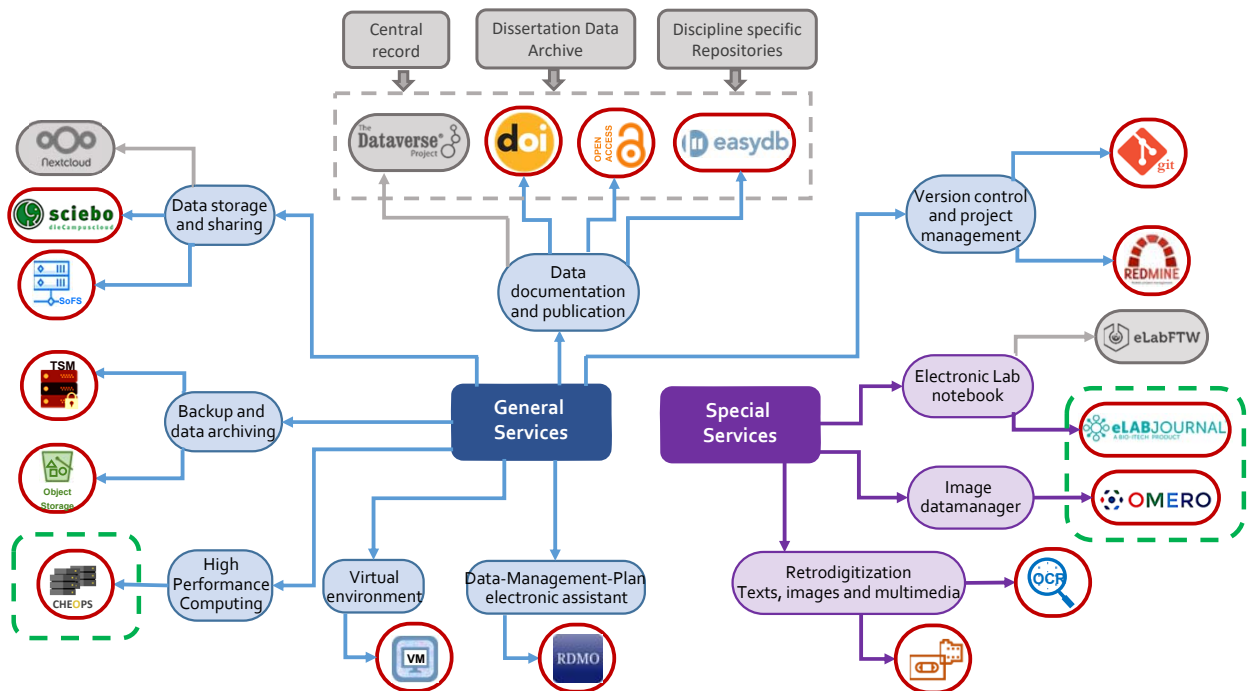 Central
record
Dissertation Data
Archive
Discipline specific
Repositories
The
Dataverse®
Project
doi
OPEN
ACCESS
easydb
Nextcloud
sciebo
dieCampuscloud
SoFS
Data storage
and sharing
Data
documentation
and publication
Version control
and project
management
git
REDMINE
eLabFTW
TSM
Backup and
data archiving
Object
Storage
General
Services
Special
Services
Electronic Lab
notebook
eLABJOURNAL
A BIO-ITECH PRODUCT
Image
datamanager
OMERO
CHEOPS
High
Performance
Computing
Virtual
environment
VM
Data-Management-Plan
electronic assistant
RDMO
Retrodigitization
Texts, images and multimedia
OCR